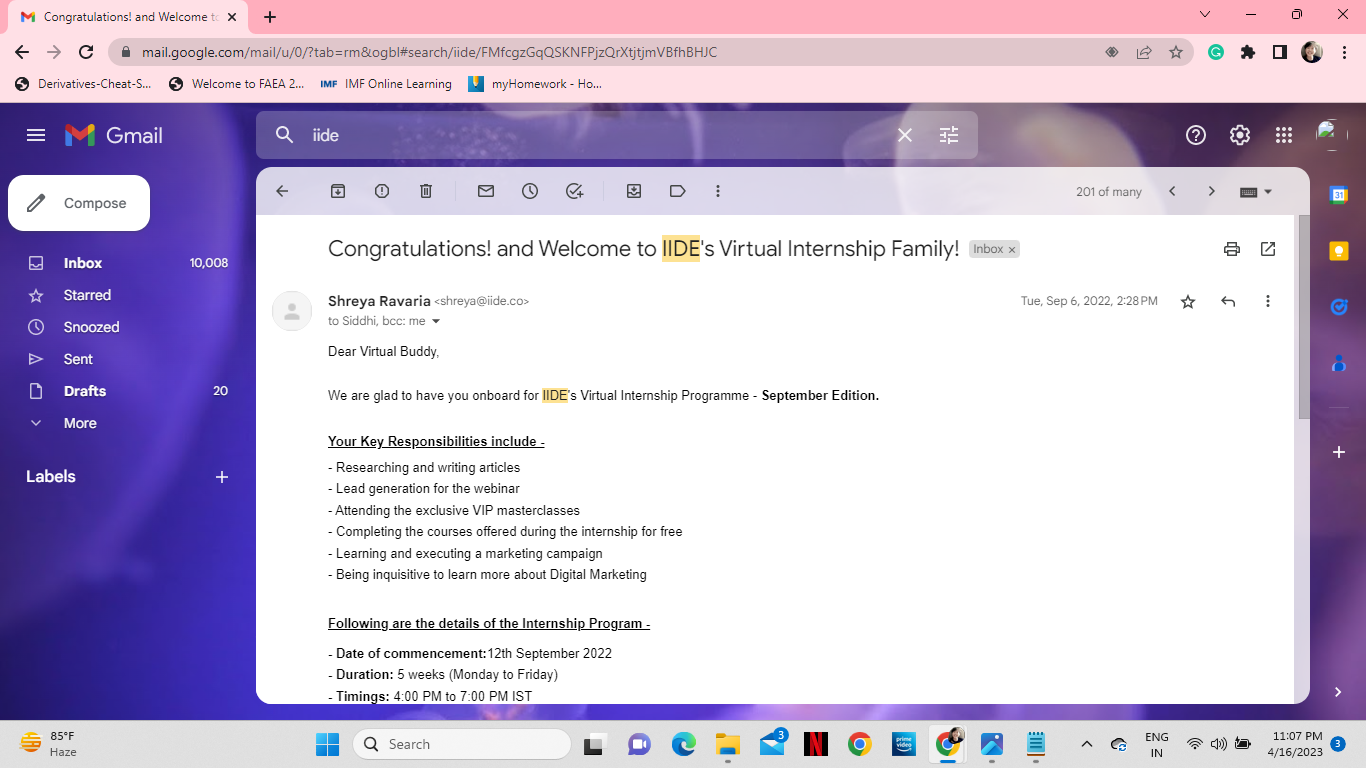 Congratulations! and Welcome to
mail.google.com/mail/u/0/?tab=rm&ogbl#search/iide/FMfcgzGqQSKNFPjzQrXtjtjmVBfhBHJC
Derivatives-Cheat-S... Welcome to FAEA 2... IMF IMF Online Learning myHomework - Ho...
Gmail
iide
Compose
201 of many
Inbox 10,008
Starred
Snoozed
Sent
Drafts 20
More
Labels
Congratulations! and Welcome to IIDE's Virtual Internship Family! Inbox x
Shreya Ravaria <shreya@iide.co> Tue, Sep 6, 2022, 2:28 PM
to Siddhi, bcc: me
Dear Virtual Buddy,
We are glad to have you onboard for IIDE's Virtual Internship Programme - September Edition.
Your Key Responsibilities include -
- Researching and writing articles
- Lead generation for the webinar
- Attending the exclusive VIP masterclasses
- Completing the courses offered during the internship for free
- Learning and executing a marketing campaign
- Being inquisitive to learn more about Digital Marketing
Following are the details of the Internship Program -
- Date of commencement:12th September 2022
- Duration: 5 weeks (Monday to Friday)
- Timings: 4:00 PM to 7:00 PM IST
31
85°F
Haze
Search
3
N
prime video
ENG
IN
11:07 PM
4/16/2023
3